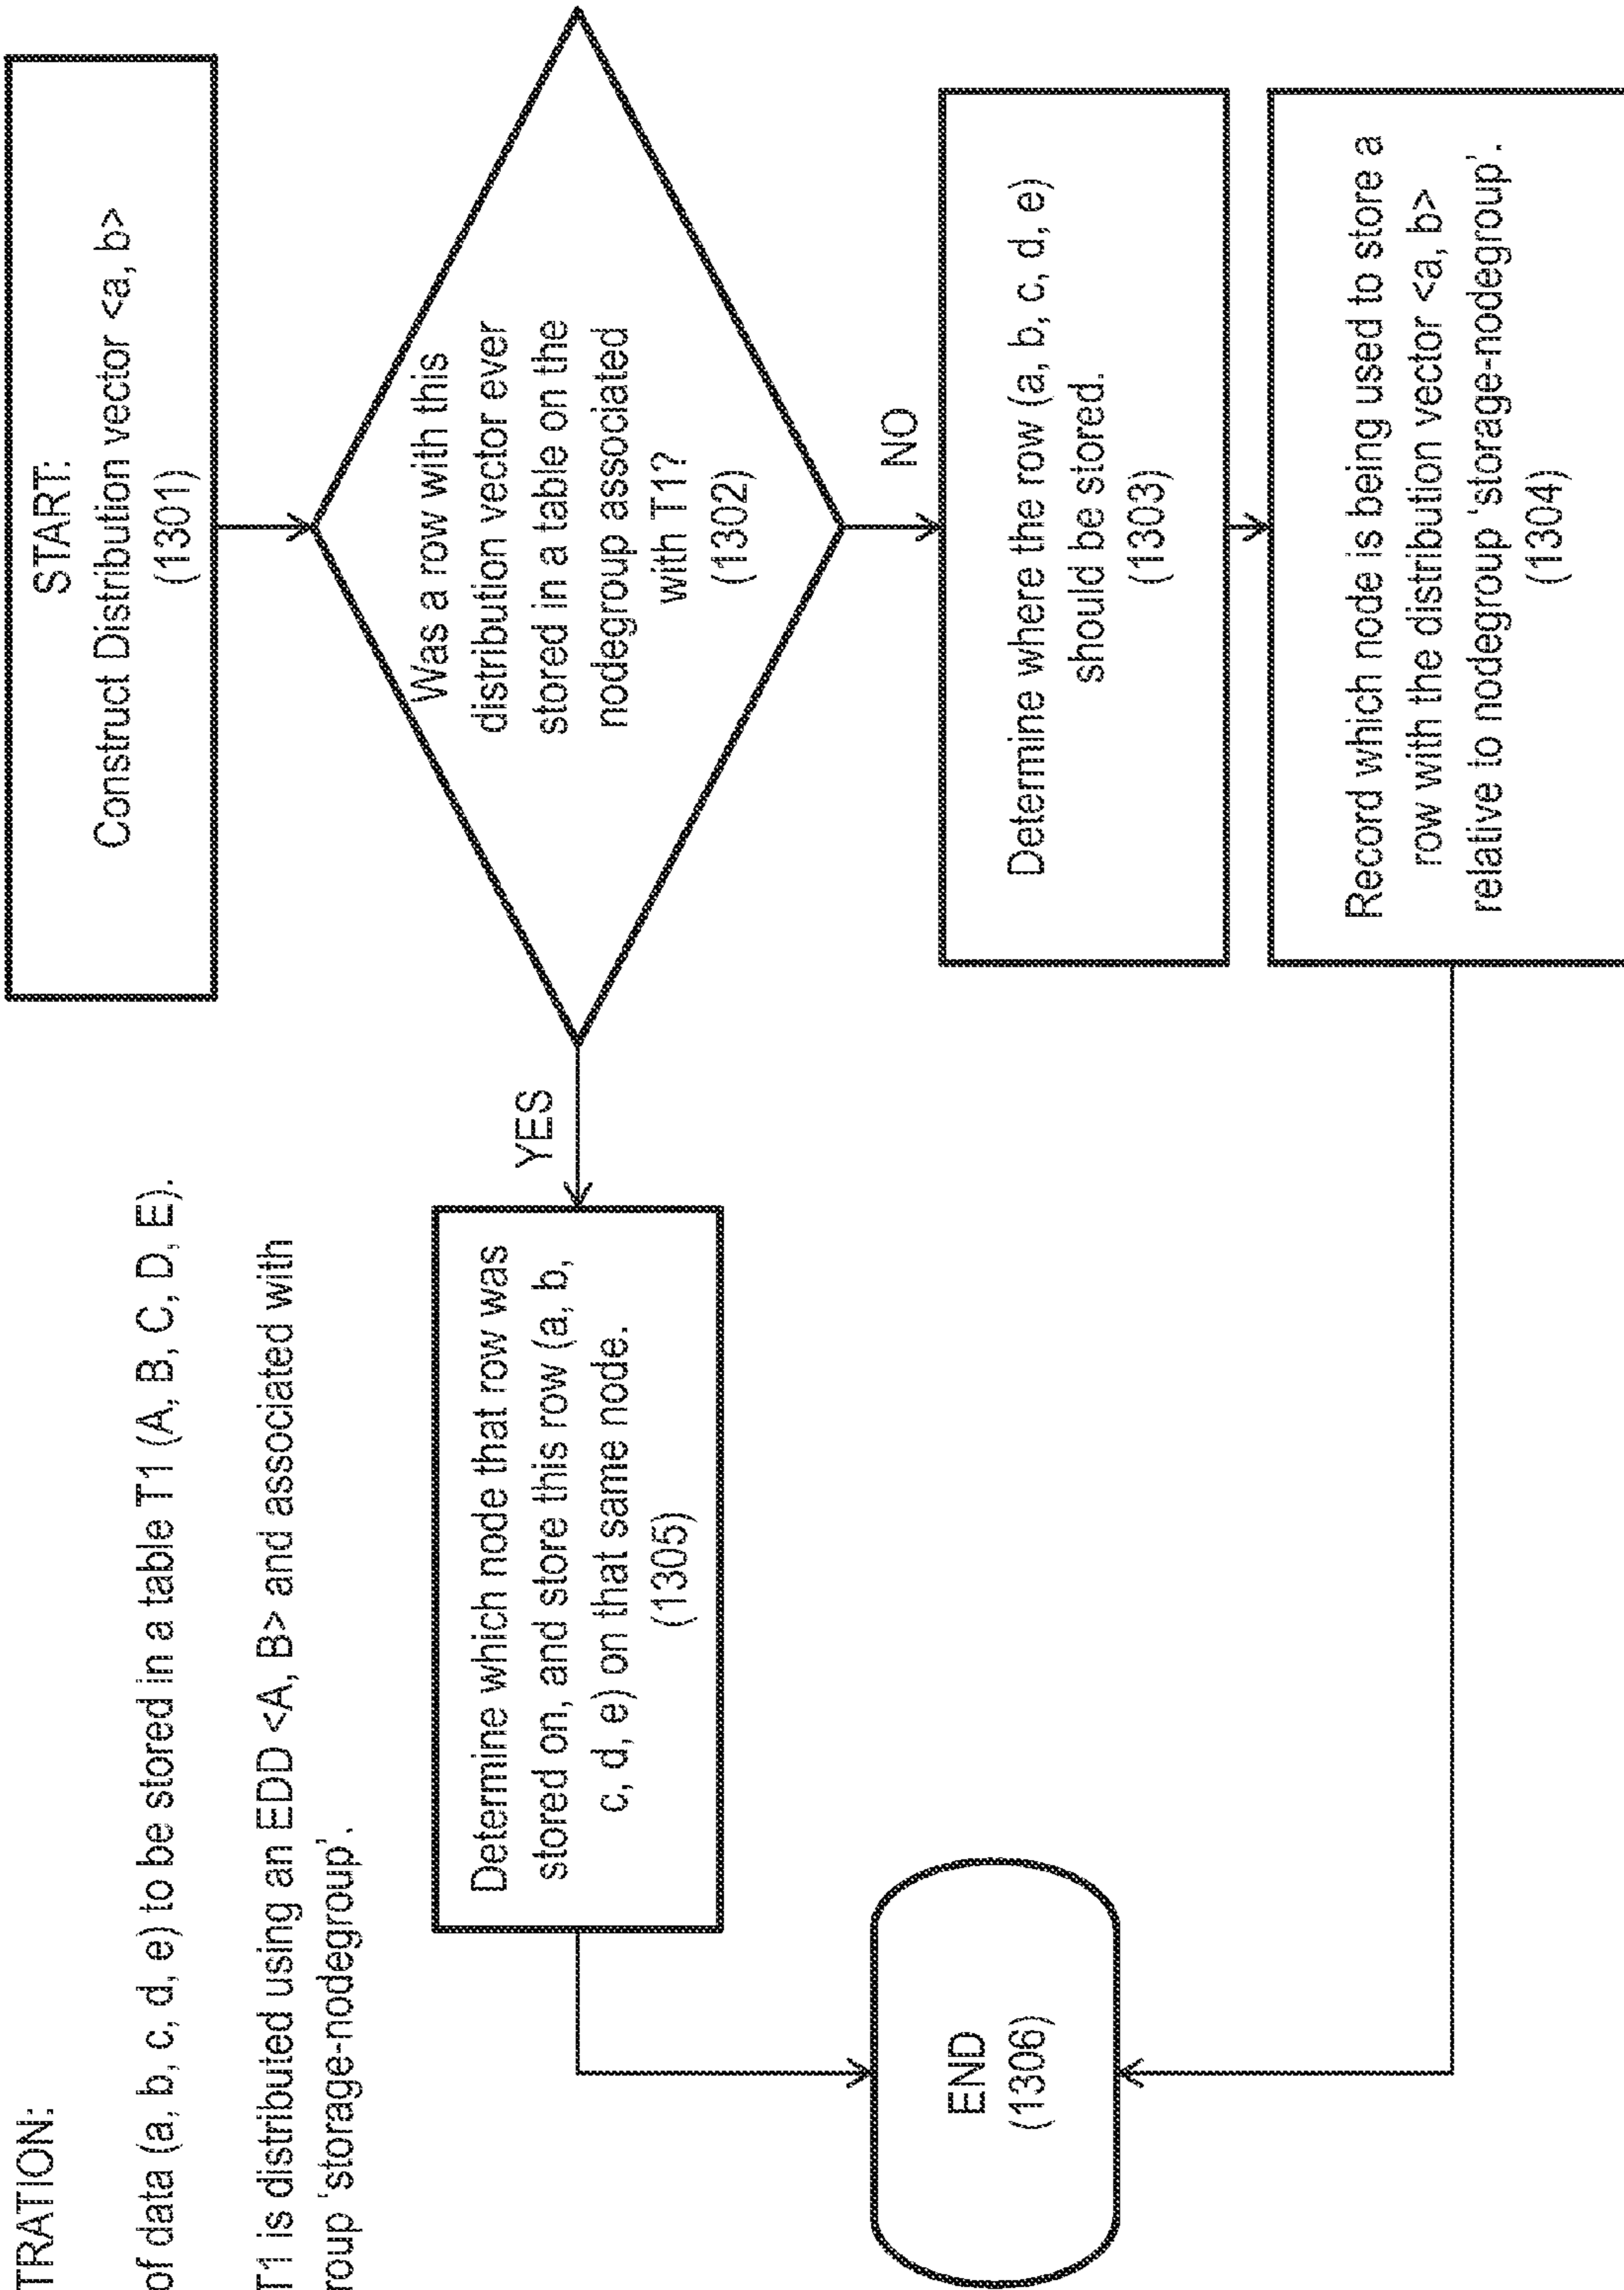 TRATION:
of data (a, b, c, d, e) to be stored in a table T1 (A, B, C, D, E).
T1 is distributed using an EDD <A, B> and associated with
roup 'storage-nodegroup'.
START:
Construct Distribution vector <a, b>
(1301)
Was a row with this
distribution vector ever
stored in a table on the
nodegroup associated
with T1?
(1302)
YES
NO
Determine which node that row was
stored on, and store this row (a, b,
c, d, e) on that same node.
(1305)
Determine where the row (a, b, c, d, e)
should be stored.
(1303)
Record which node is being used to store a
row with the distribution vector <a, b>
relative to nodegroup 'storage-nodegroup'.
(1304)
END
(1306)